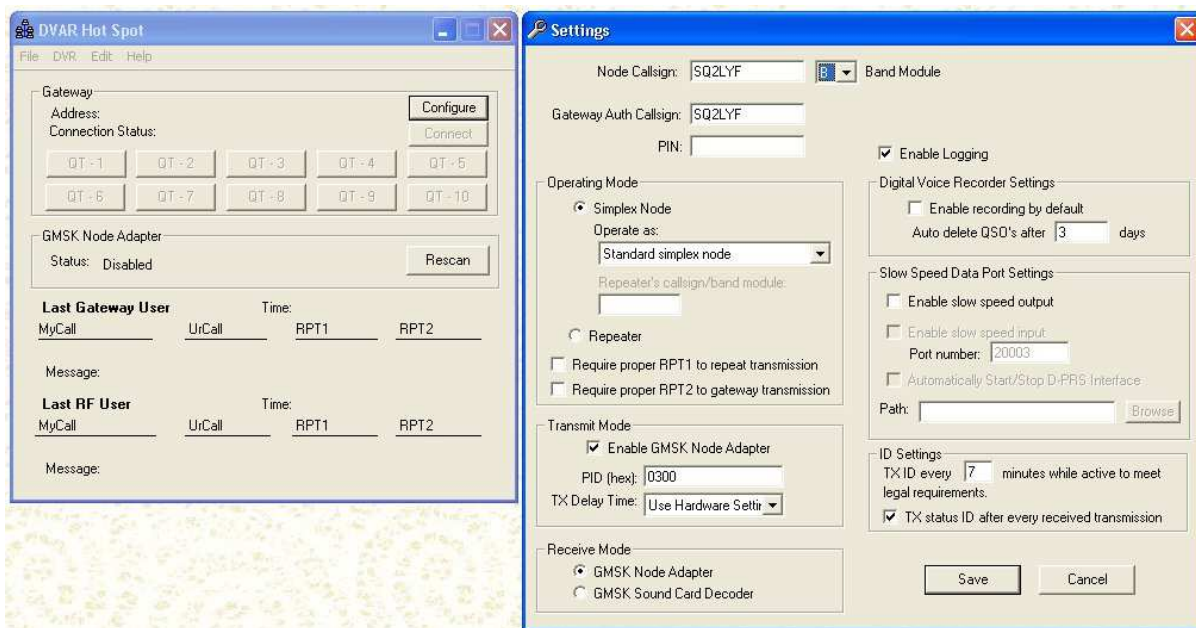 DVAR Hot Spot
File DVR Edit Help
Gateway
Address:
Configure
Connection Status:
Connect
QT - 1 QT - 2 QT - 3 QT - 4 QT - 5
QT - 6 QT - 7 QT - 8 QT - 9 QT - 10
GMSK Node Adapter
Status: Disabled
Rescan
Last Gateway User Time:
MyCall UrCall RPT1 RPT2
Message:
Last RF User Time:
MyCall UrCall RPT1 RPT2
Message:
Settings
Node Callsign: SQ2LYF B Band Module
Gateway Auth Callsign: SQ2LYF
PIN:
Operating Mode
Simplex Node
Operate as:
Standard simplex node
Repeater's callsign/band module:
Repeater
Require proper RPT1 to repeat transmission
Require proper RPT2 to gateway transmission
Transmit Mode
Enable GMSK Node Adapter
PID (hex): 0300
TX Delay Time: Use Hardware Settir
Receive Mode
GMSK Node Adapter
GMSK Sound Card Decoder
Enable Logging
Digital Voice Recorder Settings
Enable recording by default
Auto delete QSO's after 3 days
Slow Speed Data Port Settings
Enable slow speed output
Enable slow speed input
Port number: 20003
Automatically Start/Stop D-PRS Interface
Path: Browse
ID Settings
TX ID every 7 minutes while active to meet
legal requirements.
TX status ID after every received transmission
Save Cancel